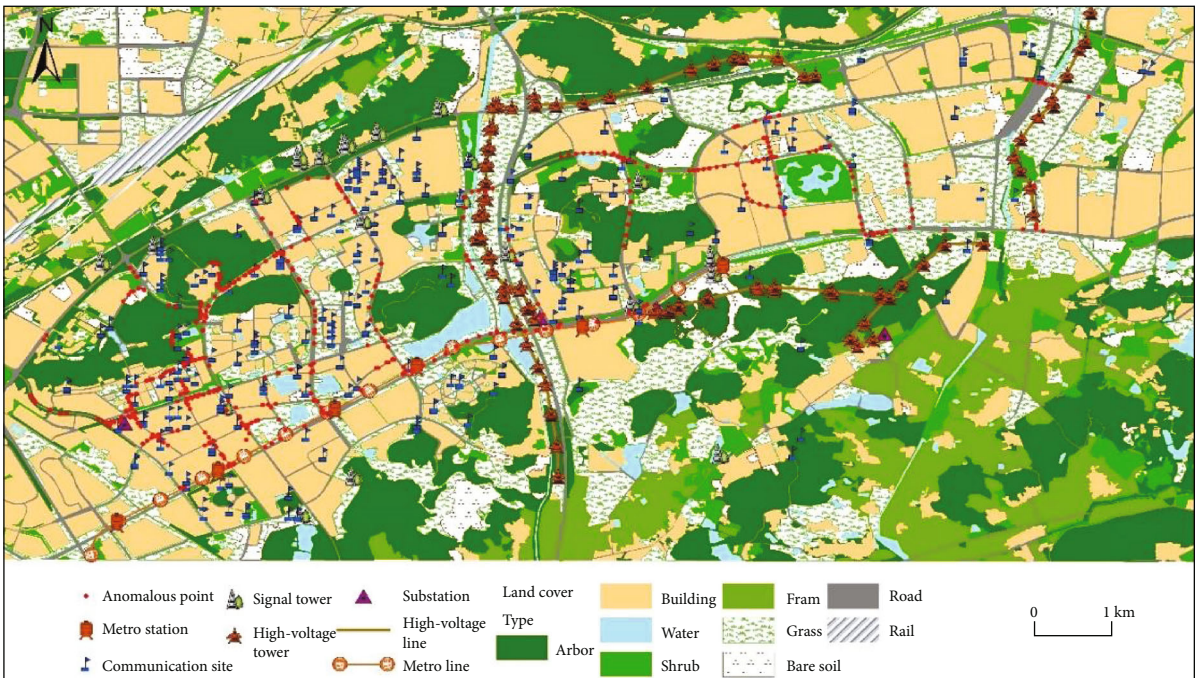 N
Anomalous point
Signal tower
Substation
Land cover
Type
Building
Fram
Road
0 1 km
Metro station
High-voltage
tower
High-voltage
line
Arbor
Water
Grass
Rail
Communication site
Metro line
Shrub
Bare soil